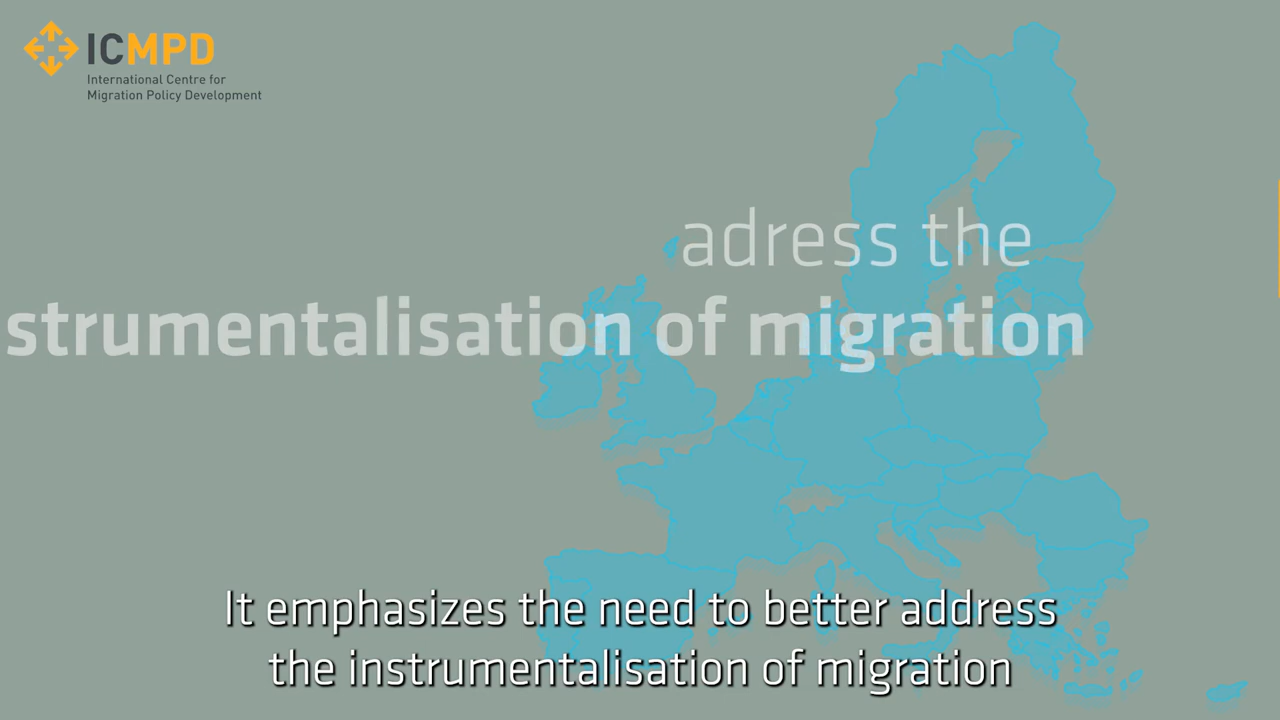 ICMPD
International Centre for
Migration Policy Development
adress the
strumentalisation of migration
It emphasizes the need to better address
the instrumentalisation of migration